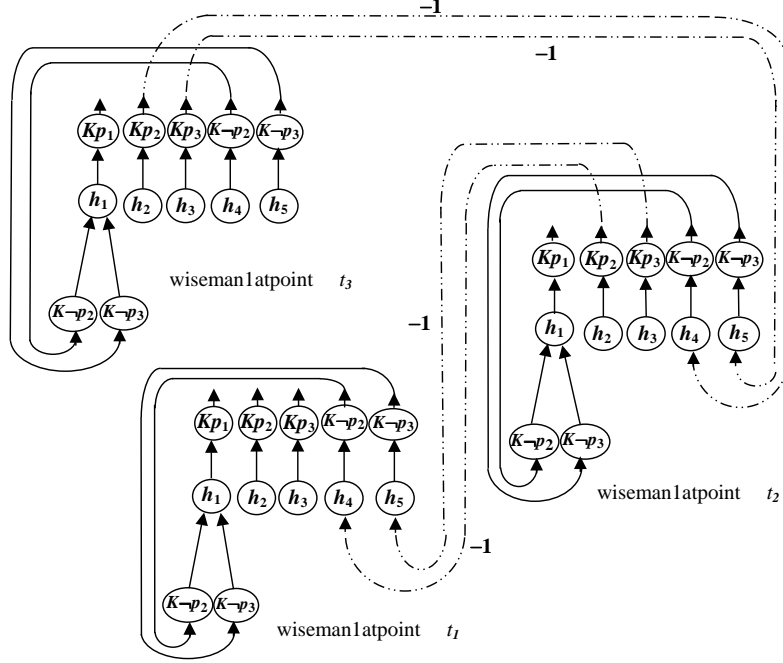 –1
–1
Kp1 Kp2 Kp3 K¬p2 K¬p3
h1 h2 h3 h4 h5
wiseman1atpoint t3
K¬p2 K¬p3
Kp1 Kp2 Kp3 K¬p2 K¬p3
h1 h2 h3 h4 h5
–1
K¬p2 K¬p3
wiseman1atpoint t2
Kp1 Kp2 Kp3 K¬p2 K¬p3
h1 h2 h3 h4 h5
–1
K¬p2 K¬p3
wiseman1atpoint t1